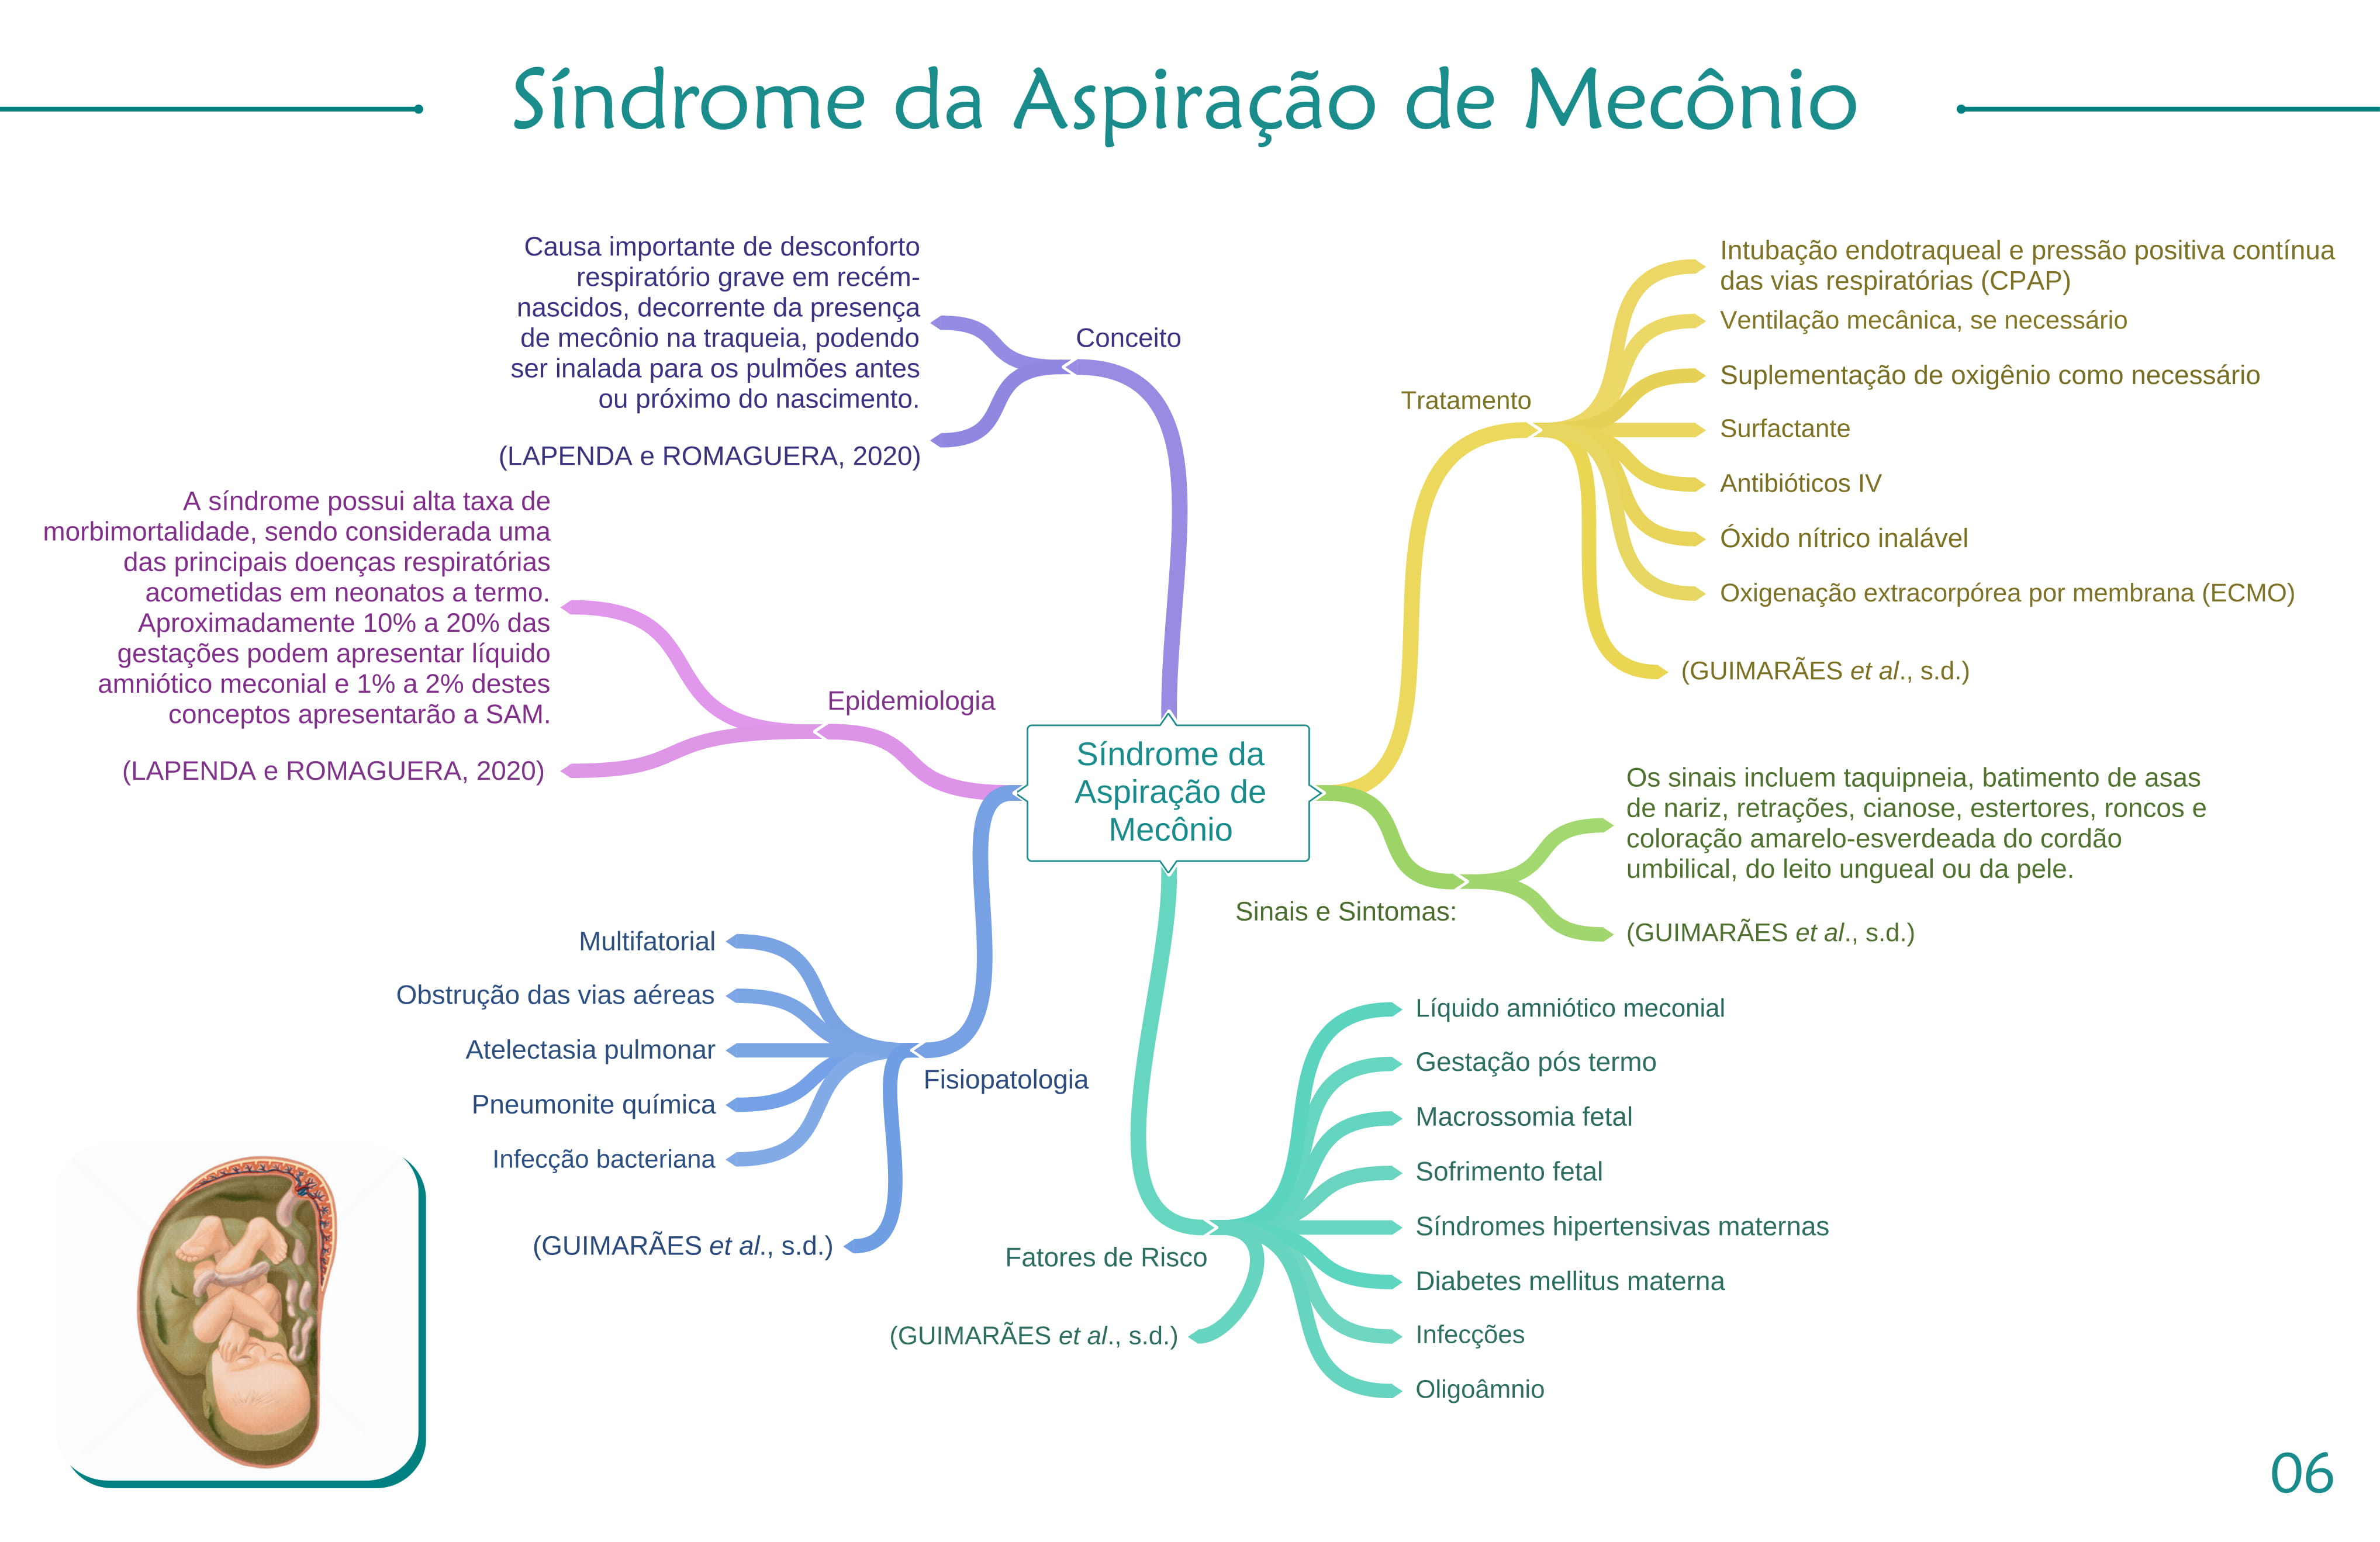 Síndrome da Aspiração de Mecônio
Causa importante de desconforto
respiratório grave em recém-
nascidos, decorrente da presença
de mecônio na traqueia, podendo
ser inalada para os pulmões antes
ou próximo do nascimento.
(LAPENDA e ROMAGUERA, 2020)
Conceito
A síndrome possui alta taxa de
morbimortalidade, sendo considerada uma
das principais doenças respiratórias
acometidas em neonatos a termo.
Aproximadamente 10% a 20% das
gestações podem apresentar líquido
amniótico meconial e 1% a 2% destes
conceptos apresentarão a SAM.
(LAPENDA e ROMAGUERA, 2020)
Epidemiologia
Síndrome da
Aspiração de
Mecônio
Tratamento
Intubação endotraqueal e pressão positiva contínua
das vias respiratórias (CPAP)
Ventilação mecânica, se necessário
Suplementação de oxigênio como necessário
Surfactante
Antibióticos IV
Óxido nítrico inalável
Oxigenação extracorpórea por membrana (ECMO)
(GUIMARÃES et al., s.d.)
Os sinais incluem taquipneia, batimento de asas
de nariz, retrações, cianose, estertores, roncos e
coloração amarelo-esverdeada do cordão
umbilical, do leito ungueal ou da pele.
(GUIMARÃES et al., s.d.)
Sinais e Sintomas:
Multifatorial
Obstrução das vias aéreas
Atelectasia pulmonar
Pneumonite química
Infecção bacteriana
(GUIMARÃES et al., s.d.)
Fisiopatologia
Fatores de Risco
(GUIMARÃES et al., s.d.)
Líquido amniótico meconial
Gestação pós termo
Macrossomia fetal
Sofrimento fetal
Síndromes hipertensivas maternas
Diabetes mellitus materna
Infecções
Oligoâmnio
06